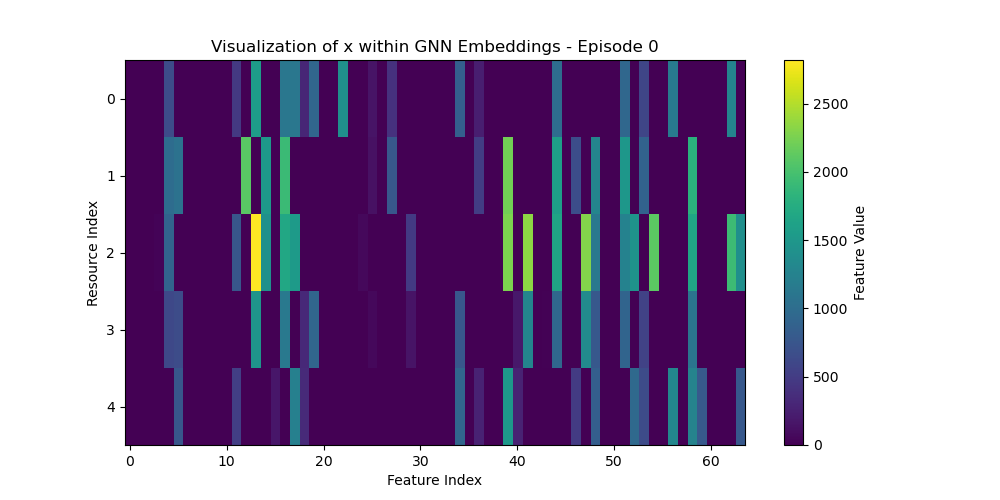 Visualization of x within GNN Embeddings - Episode 0
0
1
2
3
4
Resource Index
0 10 20 30 40 50 60
Feature Index
2500
2000
1500
1000
500
0
Feature Value